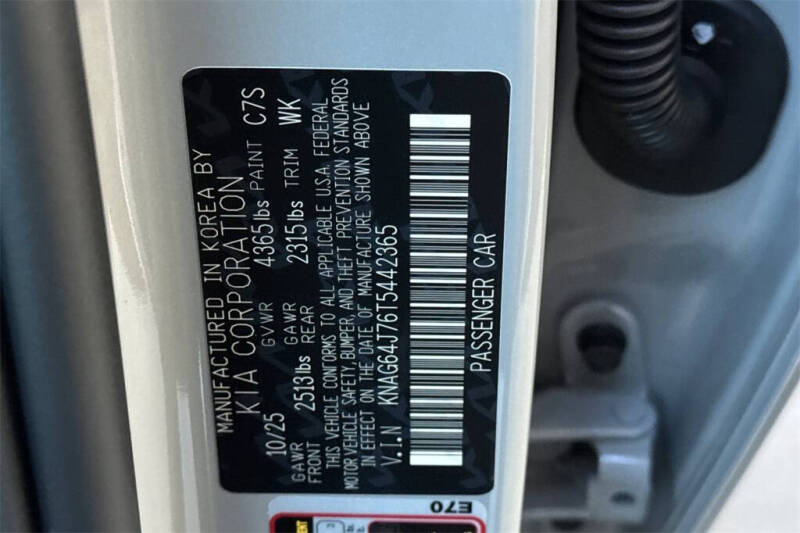 MANUFACTURED IN KOREA BY
KIA CORPORATION
10/25 GVWR 4365lbs PAINT C7S
GAWR FRONT 2513lbs GAWR REAR 2315lbs TRIM WK
THIS VEHICLE CONFORMS TO ALL APPLICABLE U.S.A. FEDERAL
MOTOR VEHICLE SAFETY, BUMPER, AND THEFT PREVENTION STANDARDS
IN EFFECT ON THE DATE OF MANUFACTURE SHOWN ABOVE
V.I.N KNAG64J76T5442365
PASSENGER CAR
E70